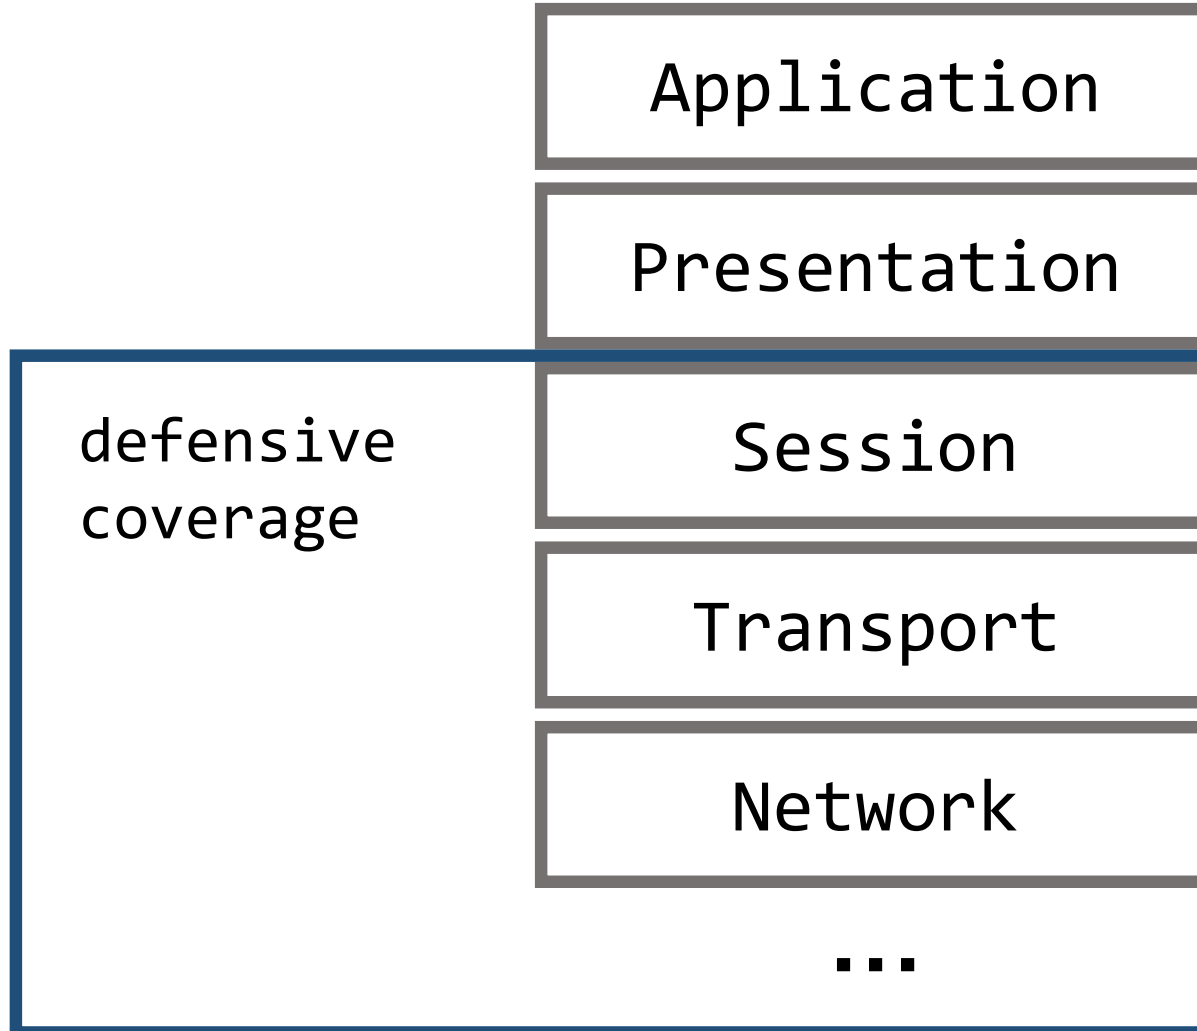 Application
Presentation
defensive
coverage
Session
Transport
Network
...